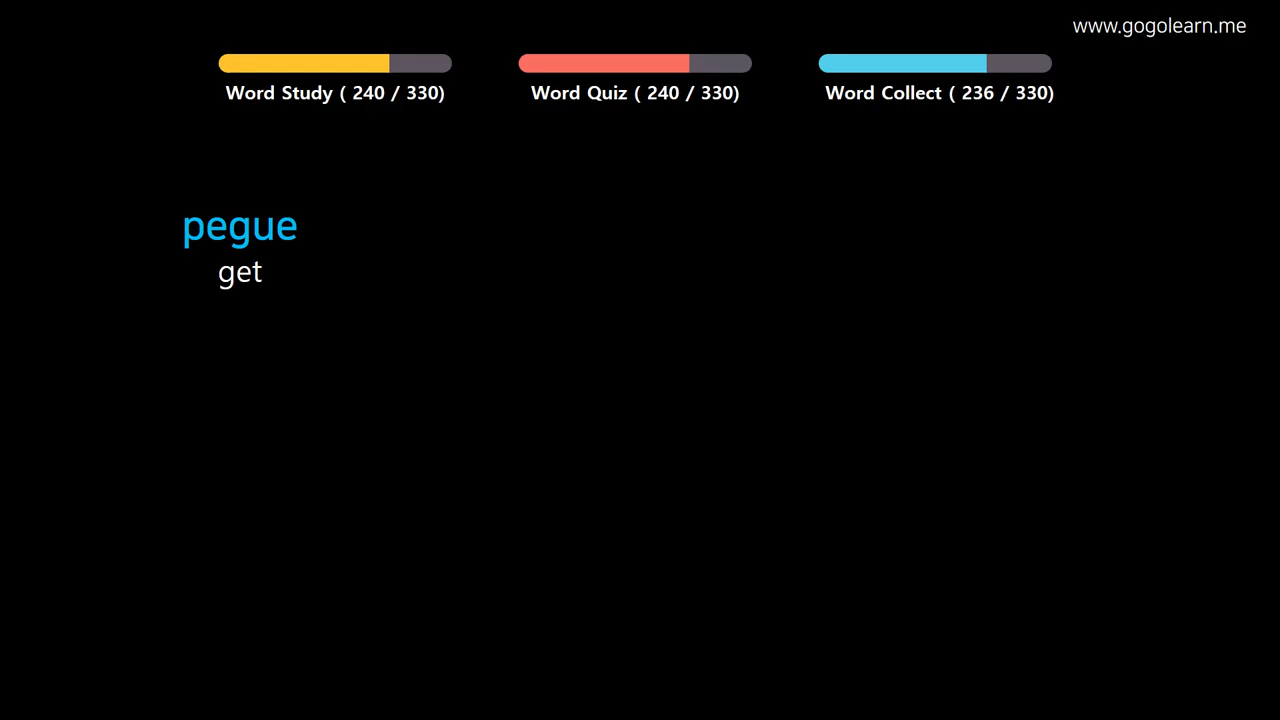 www.gogolearn.me
Word Study ( 240 / 330)
Word Quiz ( 240 / 330)
Word Collect ( 236 / 330)
pegue
get